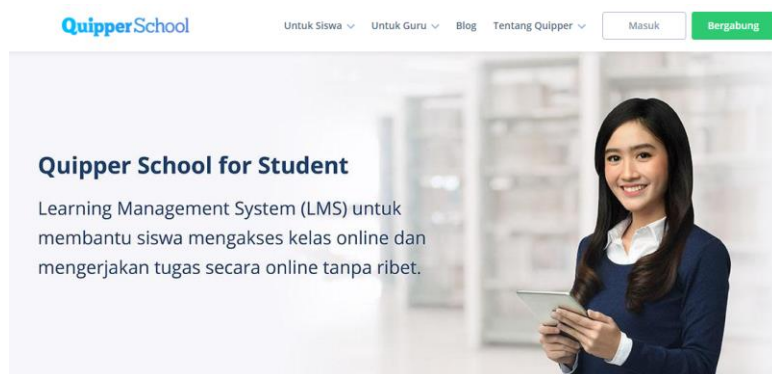 QuipperSchool
Untuk Siswa
Untuk Guru
Blog
Tentang Quipper
Masuk
Bergabung
Quipper School for Student
Learning Management System (LMS) untuk
membantu siswa mengakses kelas online dan
mengerjakan tugas secara online tanpa ribet.